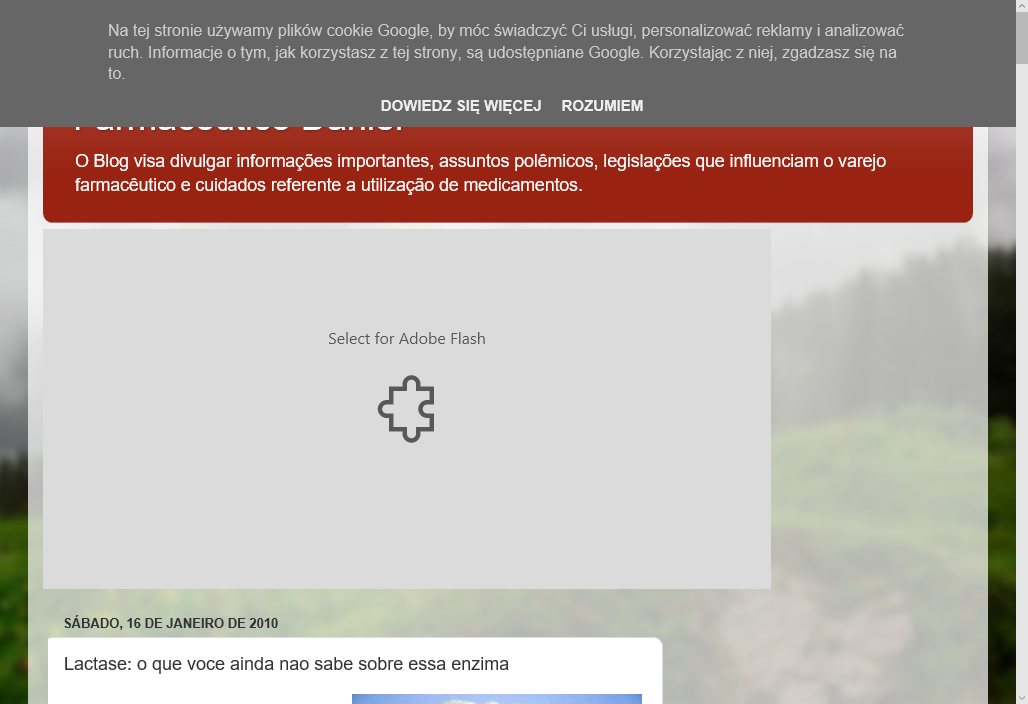 Na tej stronie używamy plików cookie Google, by móc świadczyć Ci usługi, personalizować reklamy i analizować
ruch. Informacje o tym, jak korzystasz z tej strony, są udostępniane Google. Korzystając z niej, zgadzasz się na
to.
DOWIEDZ SIĘ WIĘCEJ ROZUMIEM
O Blog visa divulgar informações importantes, assuntos polêmicos, legislações que influenciam o varejo
farmacêutico e cuidados referente a utilização de medicamentos.
Select for Adobe Flash
SÁBADO, 16 DE JANEIRO DE 2010
Lactase: o que voce ainda nao sabe sobre essa enzima